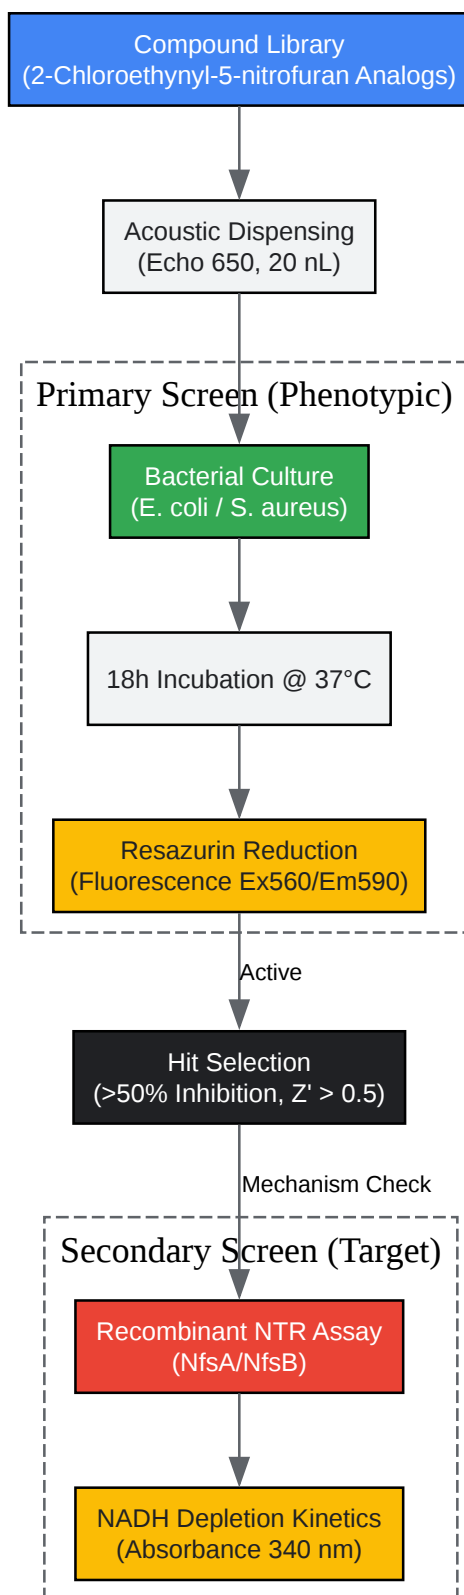 Compound Library
(2-Chloroethynyl-5-nitrofuran Analogs)
Acoustic Dispensing
(Echo 650, 20 nL)
Primary Screen (Phenotypic)
Bacterial Culture
(E. coli / S. aureus)
18h Incubation @ 37°C
Resazurin Reduction
(Fluorescence Ex560/Em590)
Active
Hit Selection
(>50% Inhibition, Z' > 0.5)
Mechanism Check
Secondary Screen (Target)
Recombinant NTR Assay
(NfsA/NfsB)
NADH Depletion Kinetics
(Absorbance 340 nm)